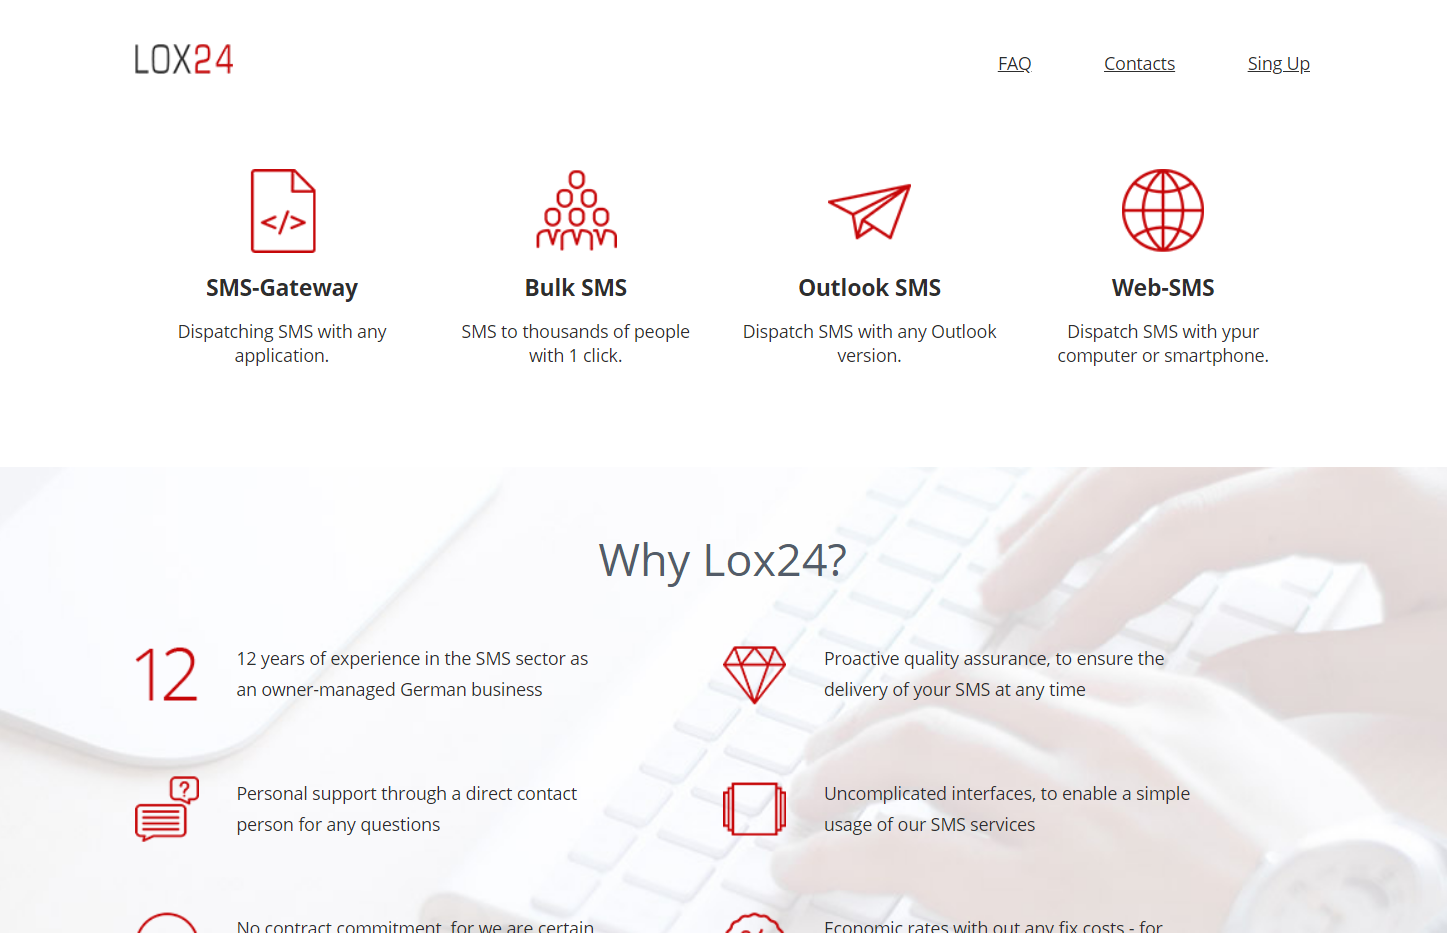 LOX24
FAQ
Contacts
Sing Up
</>
SMS-Gateway
Dispatching SMS with any
application.
Bulk SMS
SMS to thousands of people
with 1 click.
Outlook SMS
Dispatch SMS with any Outlook
version.
Web-SMS
Dispatch SMS with ypur
computer or smartphone.
Why Lox24?
12
12 years of experience in the SMS sector as
an owner-managed German business
Proactive quality assurance, to ensure the
delivery of your SMS at any time
?
Personal support through a direct contact
person for any questions
Uncomplicated interfaces, to enable a simple
usage of our SMS services
No contract commitment, for we are certain
Economic rates with out any fix costs - for